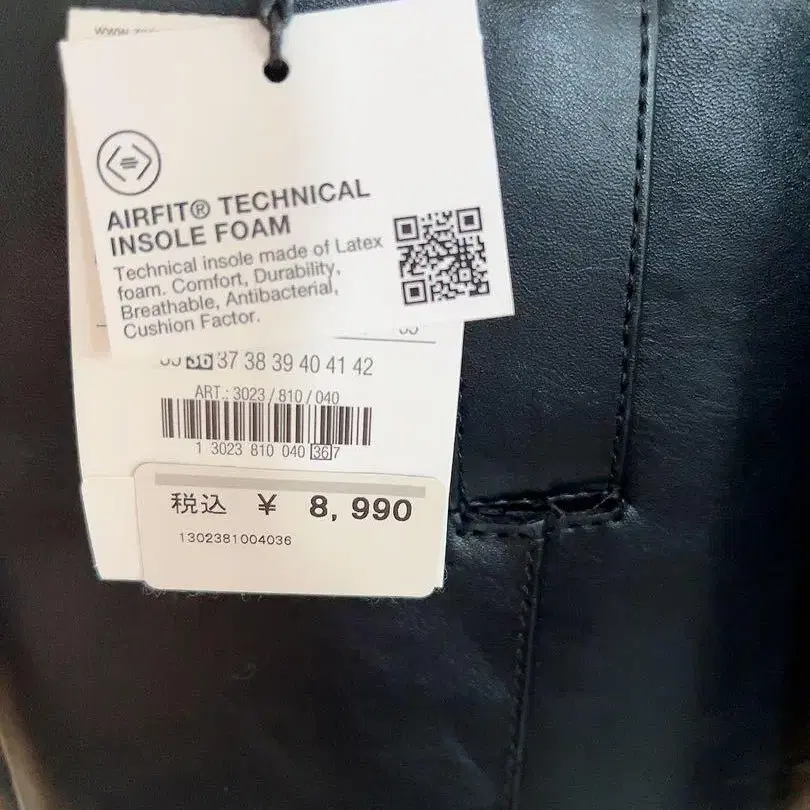 AIRFIT® TECHNICAL
INSOLE FOAM
Technical insole made of Latex
foam. Comfort, Durability,
Breathable, Antibacterial,
Cushion Factor.
36 37 38 39 40 41 42
ART.: 3023/810/040
1 3023 810 040 36 7
税込 ¥ 8,990
1302381004036